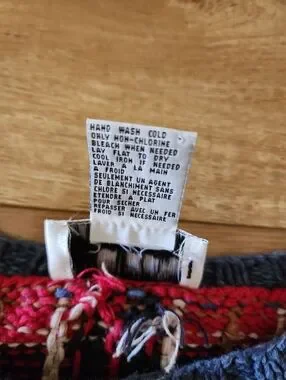 HAND WASH COLD
ONLY NON-CHLORINE
BLEACH WHEN NEEDED
LAY FLAT TO DRY
COOL IRON IF NEEDED
LAVER A LA MAIN
A FROID
SEULEMENT UN AGENT
DE BLANCHIMENT SANS
CHLORE SI NECESSAIRE
ETENDRE A PLAT
POUR SECHER
REPASSER AVEC UN FER
FROID SI NECESSAIRE